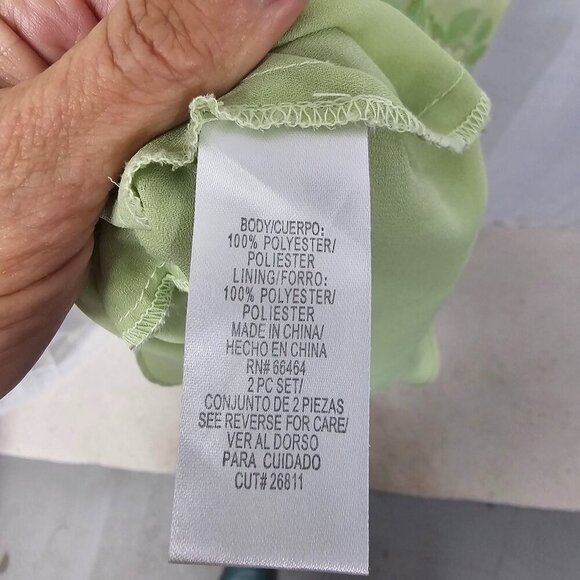 BODY/CUERPO:
100% POLYESTER/
POLIESTER
LINING/FORRO:
100% POLYESTER/
POLIESTER
MADE IN CHINA/
HECHO EN CHINA
RN# 66464
2 PC SET/
CONJUNTO DE 2 PIEZAS
SEE REVERSE FOR CARE/
VER AL DORSO
PARA CUIDADO
CUT# 26811